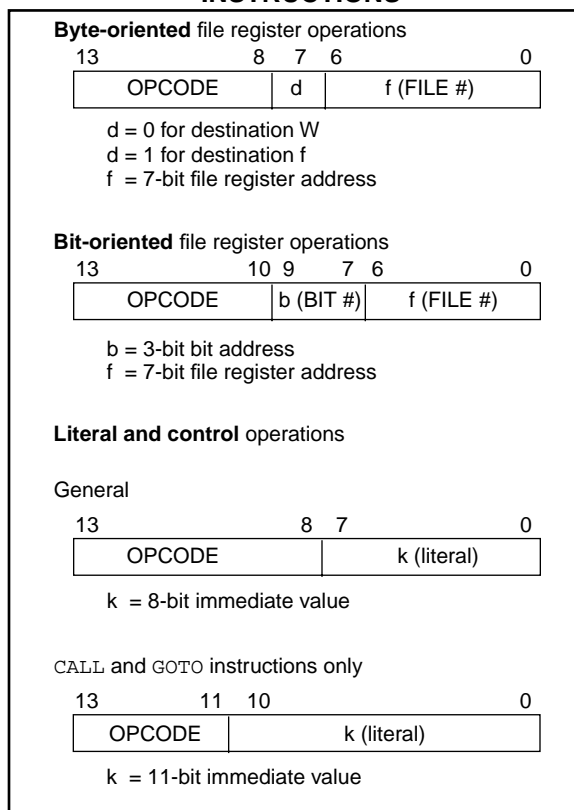 Byte-oriented file register operations
13 8 7 6 0
OPCODE d f (FILE #)
d = 0 for destination W
d = 1 for destination f
f = 7-bit file register address
Bit-oriented file register operations
13 10 9 7 6 0
OPCODE b (BIT #) f (FILE #)
b = 3-bit bit address
f = 7-bit file register address
Literal and control operations
General
13 8 7 0
OPCODE k (literal)
k = 8-bit immediate value
CALL and GOTO instructions only
13 11 10 0
OPCODE k (literal)
k = 11-bit immediate value